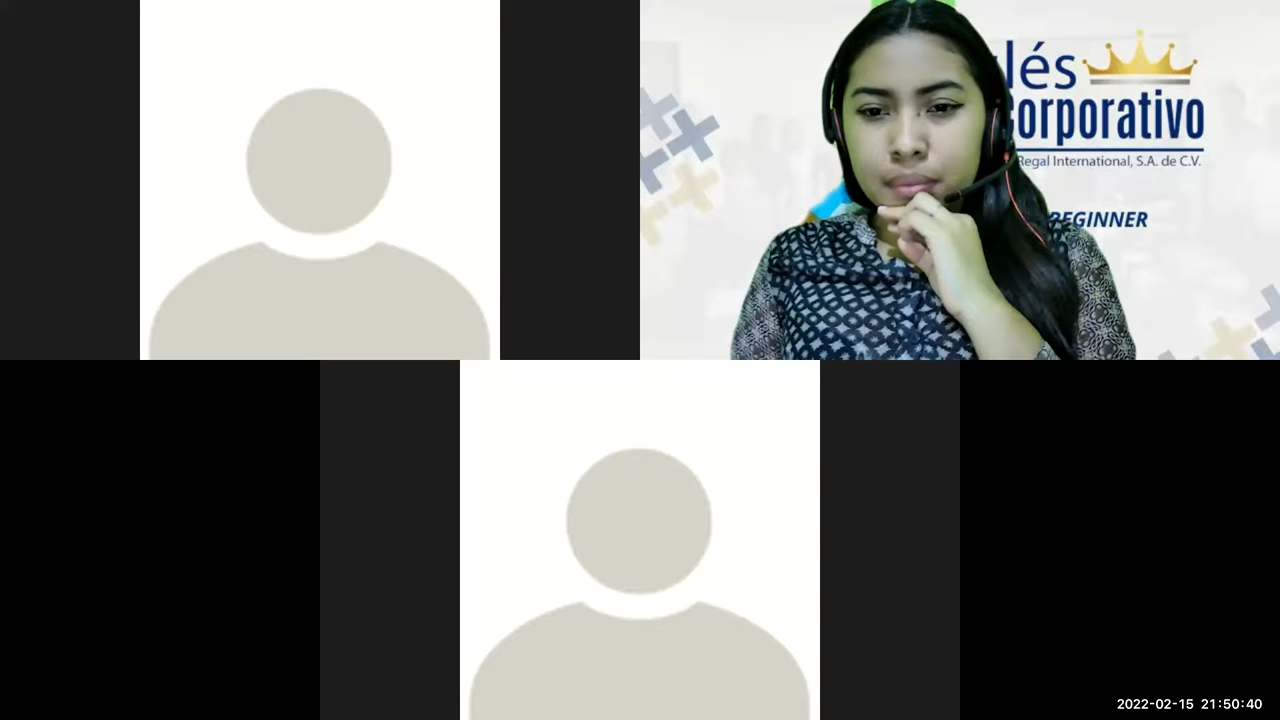 lés
Corporativo
Regal International, S.A. de C.V.
BEGINNER
2022-02-15 21:50:40